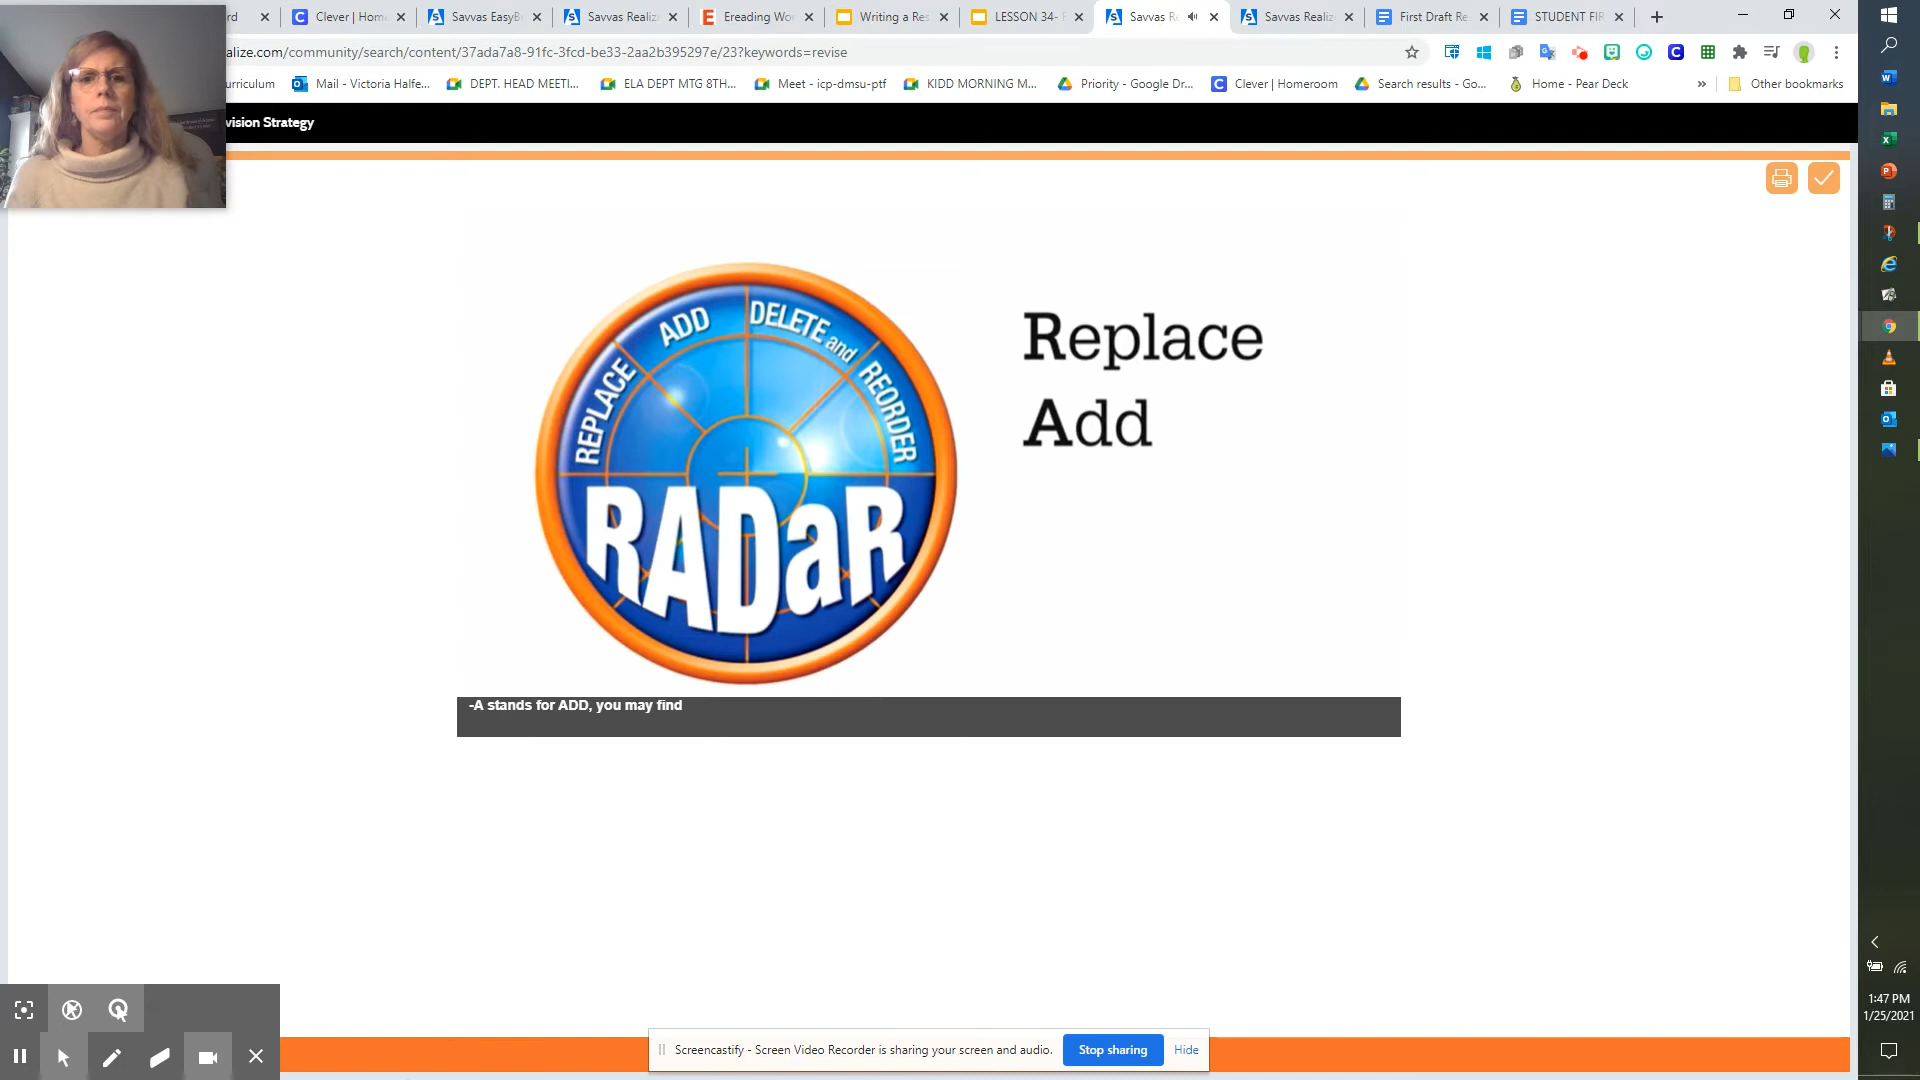 rd
Clever | Hom
Savvas EasyB
Savvas Realiz
Ereading Wor
Writing a Res
LESSON 34-
Savvas Re
Savvas Realiz
First Draft Re
STUDENT FIR
alize.com/community/search/content/37ada7a8-91fc-3fcd-be33-2aa2b395297e/23?keywords=revise
urriculum
Mail - Victoria Halfe...
DEPT. HEAD MEETI...
ELA DEPT MTG 8TH...
Meet - icp-dmsu-ptf
KIDD MORNING M...
Priority - Google Dr...
Clever | Homeroom
Search results - Go...
Home - Pear Deck
»
Other bookmarks
vision Strategy
REPLACE ADD DELETE and REORDER
RADaR
Replace
Add
-A stands for ADD, you may find
Screencastify - Screen Video Recorder is sharing your screen and audio.
Stop sharing
Hide
1:47 PM
1/25/2021